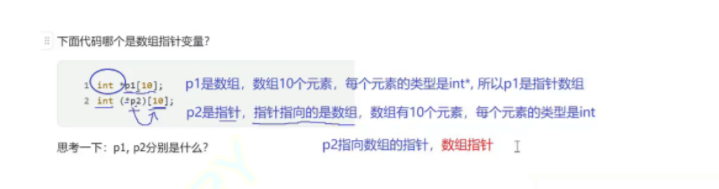 下面代码哪个是数组指针变量？
1 int *p1[10]; p1是数组，数组10个元素，每个元素的类型是int*, 所以p1是指针数组
2 int (*p2)[10]; p2是指针，指针指向的是数组，数组有10个元素，每个元素的类型是int
思考一下：p1, p2分别是什么？ p2指向数组的指针，数组指针